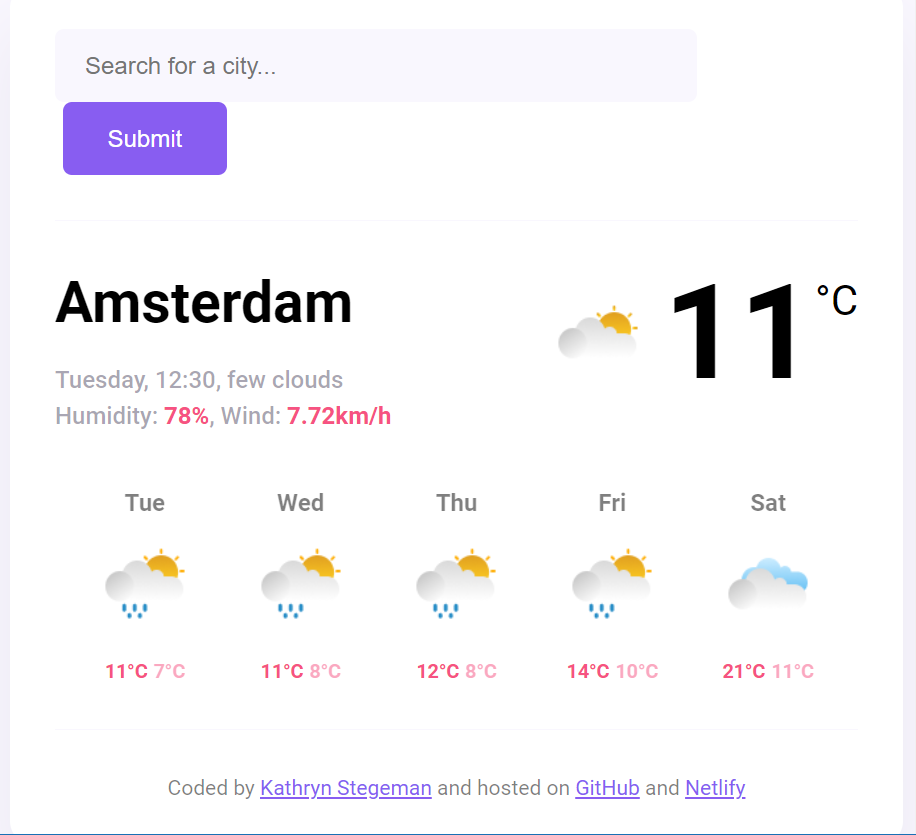 Search for a city...
Submit
Amsterdam
11 °C
Tuesday, 12:30, few clouds
Humidity: 78%, Wind: 7.72km/h
Tue Wed Thu Fri Sat
11°C 7°C 11°C 8°C 12°C 8°C 14°C 10°C 21°C 11°C
Coded by Kathryn Stegeman and hosted on GitHub and Netlify